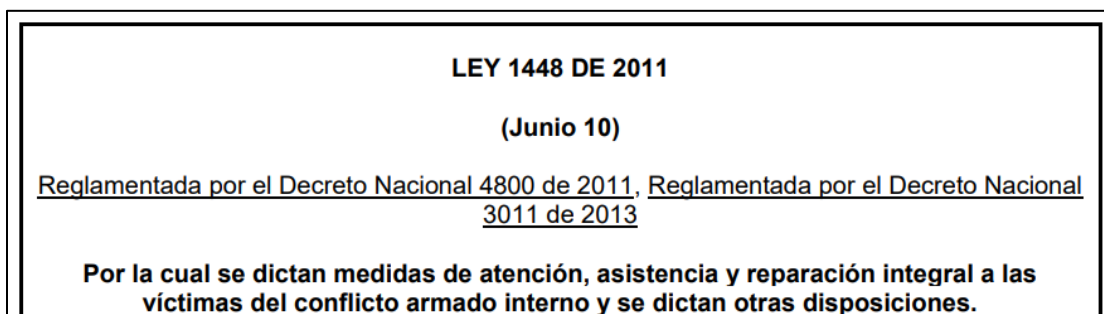 LEY 1448 DE 2011
(Junio 10)
Reglamentada por el Decreto Nacional 4800 de 2011, Reglamentada por el Decreto Nacional
3011 de 2013
Por la cual se dictan medidas de atención, asistencia y reparación integral a las
víctimas del conflicto armado interno y se dictan otras disposiciones.